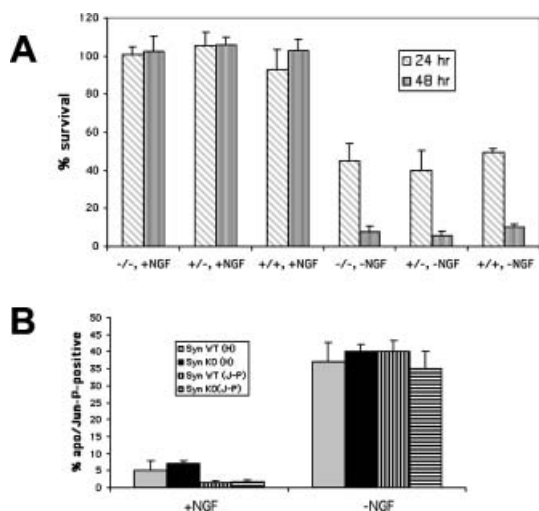 A
% survival
120
100
80
60
40
20
0
24 hr
48 hr
-/-, +NGF
+/-, +NGF
+/+, +NGF
-/-, -NGF
+/-, -NGF
+/+, -NGF
B
% apo/Jun-P-positive
45
40
35
30
25
20
15
10
5
0
Syn WT (H)
Syn KO (H)
Syn WT (J-P)
Syn KO(J-P)
+NGF
-NGF